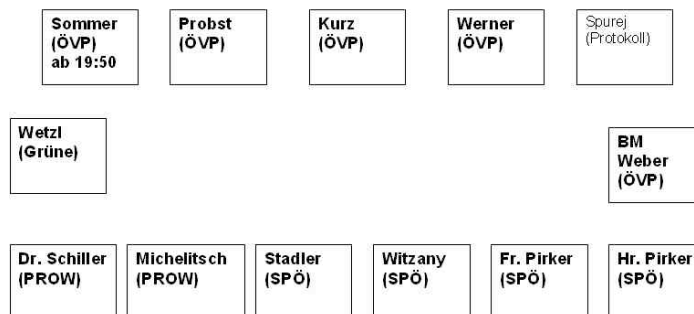 Sommer
(ÖVP)
ab 19:50
Probst
(ÖVP)
Kurz
(ÖVP)
Werner
(ÖVP)
Spurej
(Protokoll)
Wetzl
(Grüne)
BM
Weber
(ÖVP)
Dr. Schiller
(PROW)
Michelitsch
(PROW)
Stadler
(SPÖ)
Witzany
(SPÖ)
Fr. Pirker
(SPÖ)
Hr. Pirker
(SPÖ)